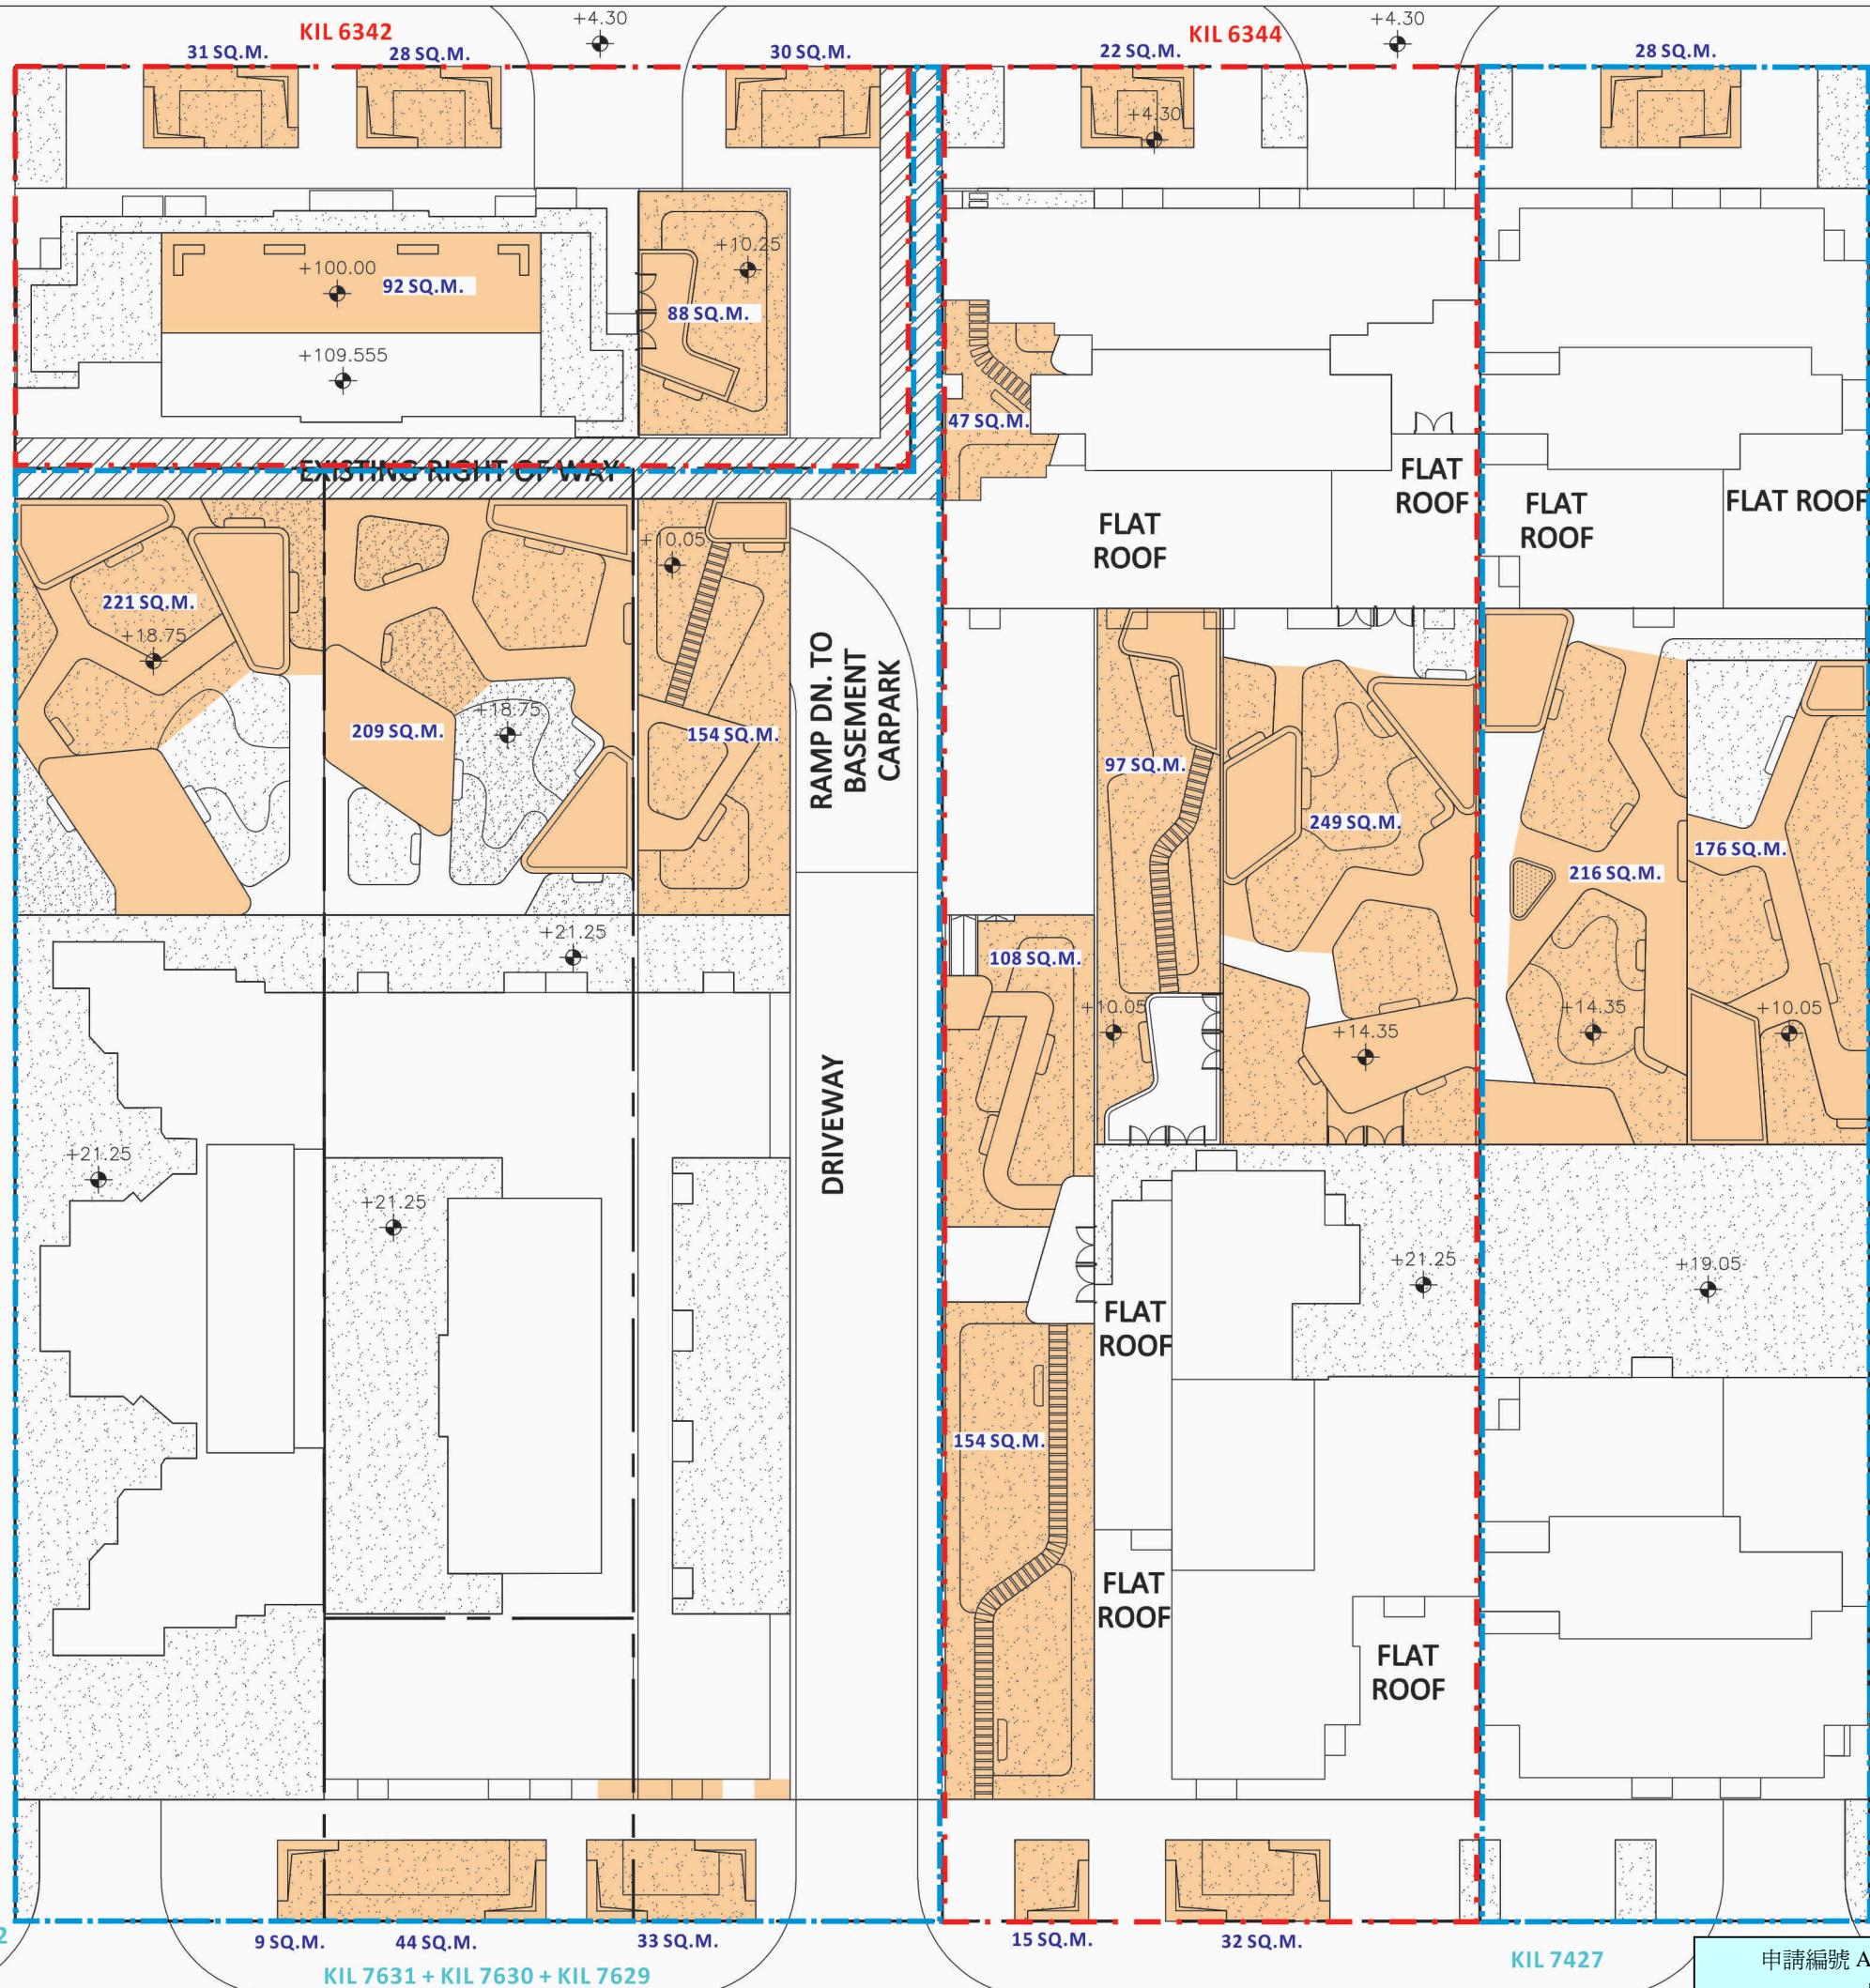 +4.30
+4.30
KIL 6342
KIL 6344
31 SQ.M.
28 SQ.M.
30 SQ.M.
22 SQ.M.
28 SQ.M.
+4.30
+10.25
+100.00
92 SQ.M.
88 SQ.M.
+109.555
47 SQ.M.
EXISTING RIGHT OF WAY
FLAT
ROOF
FLAT
ROOF
FLAT ROOF
FLAT
ROOF
+10.05
221 SQ.M.
+18.75
+18.75
209 SQ.M.
154 SQ.M.
RAMP DN. TO
BASEMENT
CARPARK
97 SQ.M.
249 SQ.M.
216 SQ.M.
176 SQ.M.
+21.25
108 SQ.M.
+10.05
+14.35
+14.35
+10.05
DRIVEWAY
+21.25
+21.25
+21.25
+19.05
FLAT
ROOF
154 SQ.M.
FLAT
ROOF
FLAT
ROOF
9 SQ.M.
44 SQ.M.
33 SQ.M.
15 SQ.M.
32 SQ.M.
2
KIL 7631 + KIL 7630 + KIL 7629
KIL 7427
申請編號 A